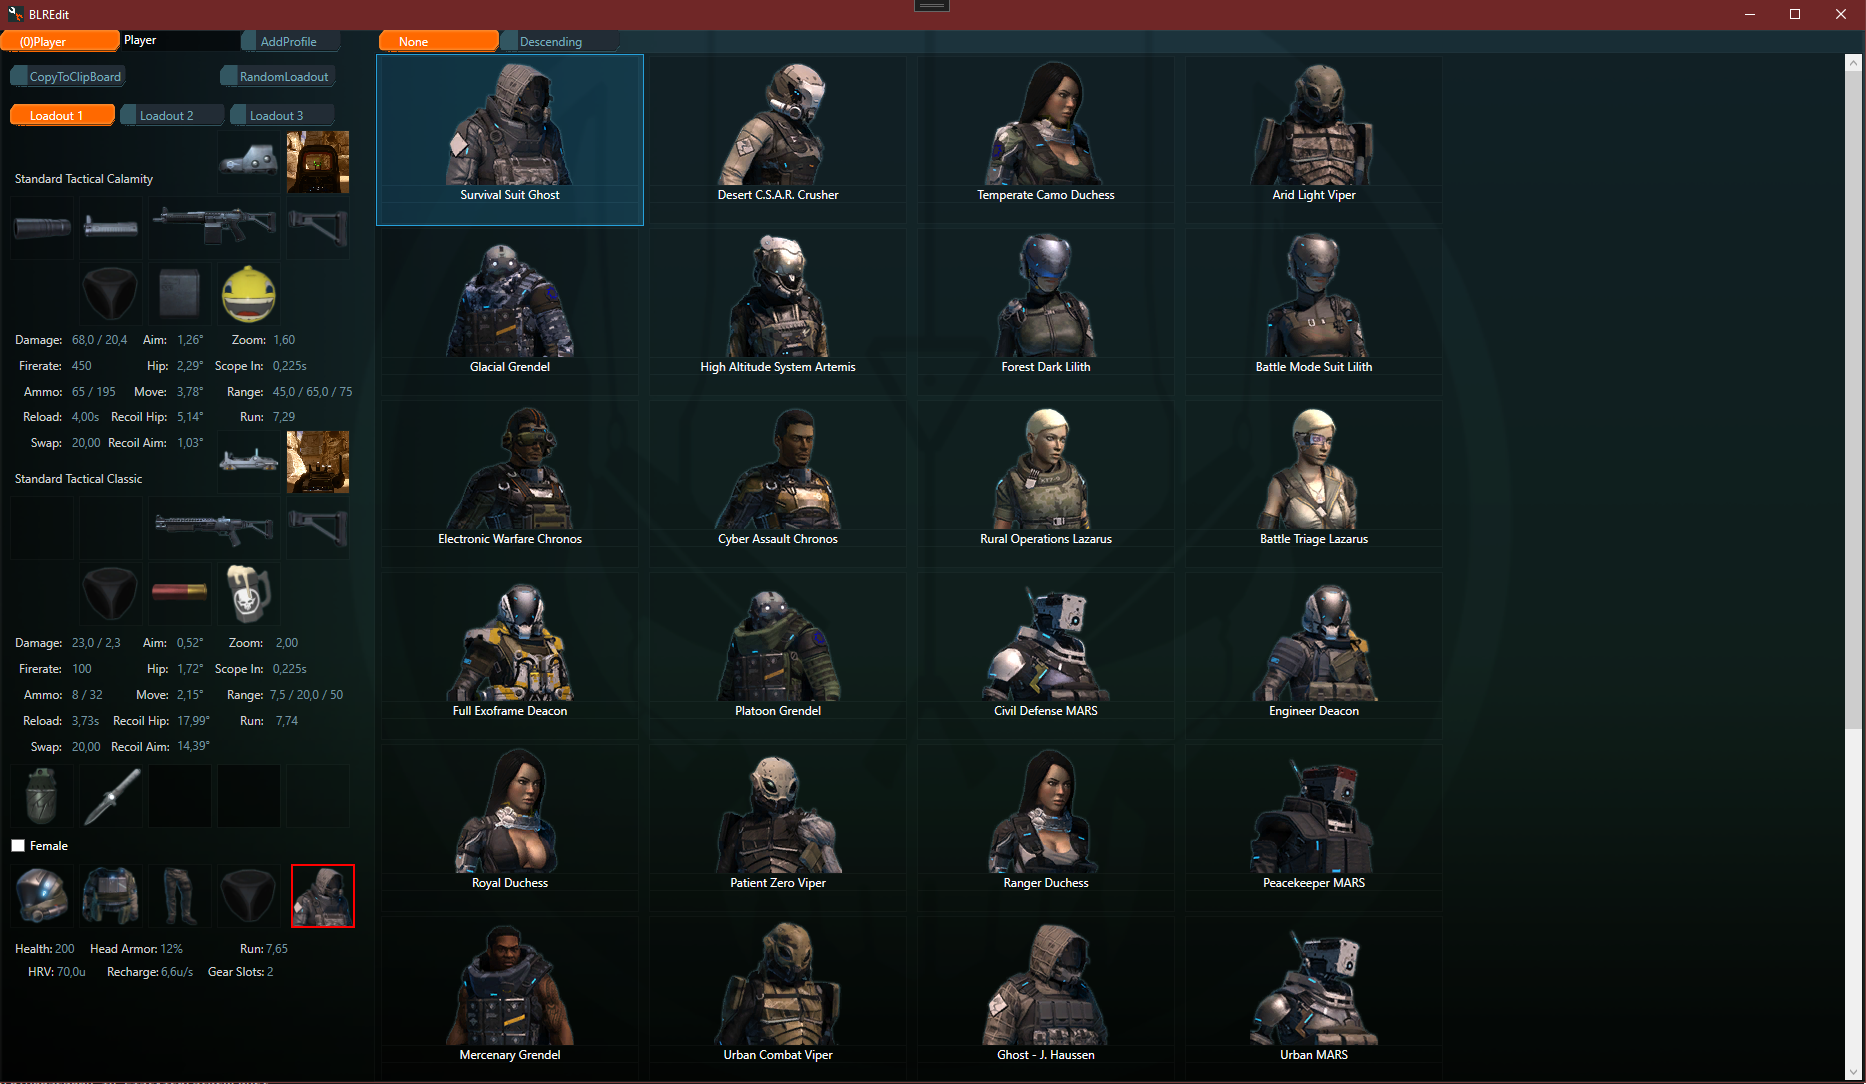 BLREdit
(0)Player
Player
AddProfile
None
Descending
CopyToClipBoard
RandomLoadout
Loadout 1
Loadout 2
Loadout 3
Standard Tactical Calamity
Damage: 68,0 / 20,4 Aim: 1,26° Zoom: 1,60
Firerate: 450 Hip: 2,29° Scope In: 0,225s
Ammo: 65 / 195 Move: 3,78° Range: 45,0 / 65,0 / 75
Reload: 4,00s Recoil Hip: 5,14° Run: 7,29
Swap: 20,00 Recoil Aim: 1,03°
Standard Tactical Classic
Damage: 23,0 / 2,3 Aim: 0,52° Zoom: 2,00
Firerate: 100 Hip: 1,72° Scope In: 0,225s
Ammo: 8 / 32 Move: 2,15° Range: 7,5 / 20,0 / 50
Reload: 3,73s Recoil Hip: 17,99° Run: 7,74
Swap: 20,00 Recoil Aim: 14,39°
Female
Health: 200 Head Armor: 12% Run: 7,65
HRV: 70,0u Recharge: 6,6u/s Gear Slots: 2
Survival Suit Ghost
Desert C.S.A.R. Crusher
Temperate Camo Duchess
Arid Light Viper
Glacial Grendel
High Altitude System Artemis
Forest Dark Lilith
Battle Mode Suit Lilith
Electronic Warfare Chronos
Cyber Assault Chronos
Rural Operations Lazarus
Battle Triage Lazarus
Full Exoframe Deacon
Platoon Grendel
Civil Defense MARS
Engineer Deacon
Royal Duchess
Patient Zero Viper
Ranger Duchess
Peacekeeper MARS
Mercenary Grendel
Urban Combat Viper
Ghost - J. Haussen
Urban MARS